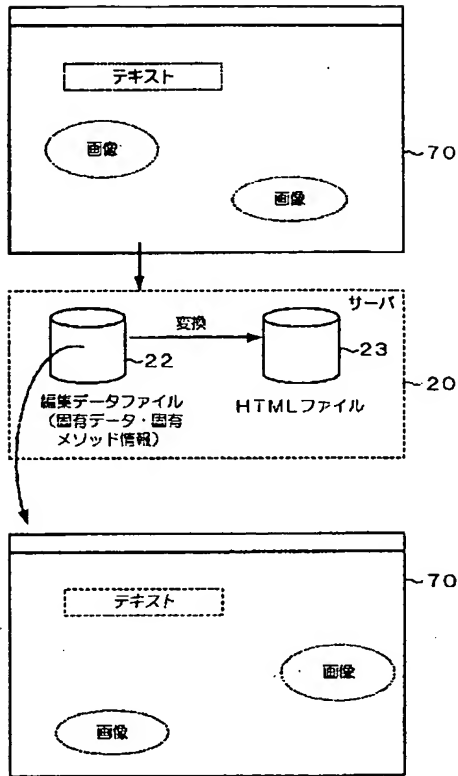 テキスト
画像
画像
~70
サーバ
変換
~22
~23
~20
編集データファイル
(固有データ・固有
メソッド情報)
HTMLファイル
~70
テキスト
画像
画像